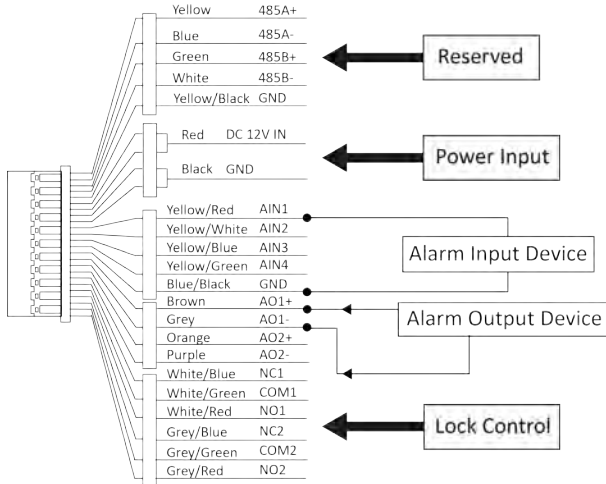 Yellow 485A+
Blue 485A-
Green 485B+
White 485B-
Yellow/Black GND
Reserved
Red DC 12V IN
Black GND
Power Input
Yellow/Red AIN1
Yellow/White AIN2
Yellow/Blue AIN3
Yellow/Green AIN4
Blue/Black GND
Alarm Input Device
Brown AO1+
Grey AO1-
Orange AO2+
Purple AO2-
Alarm Output Device
White/Blue NC1
White/Green COM1
White/Red NO1
Grey/Blue NC2
Grey/Green COM2
Grey/Red NO2
Lock Control